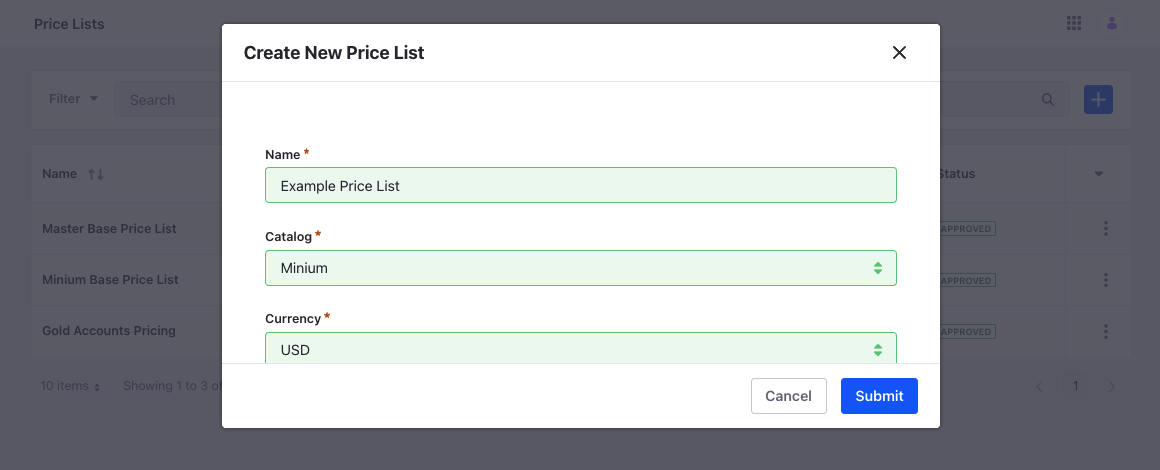 Price Lists
Create New Price List
Filter
Search
Name *
Example Price List
Name
Status
Master Base Price List
APPROVED
Catalog *
Minium
Minium Base Price List
APPROVED
Currency *
USD
Gold Accounts Pricing
APPROVED
10 items
Showing 1 to 3 of
1
Cancel
Submit